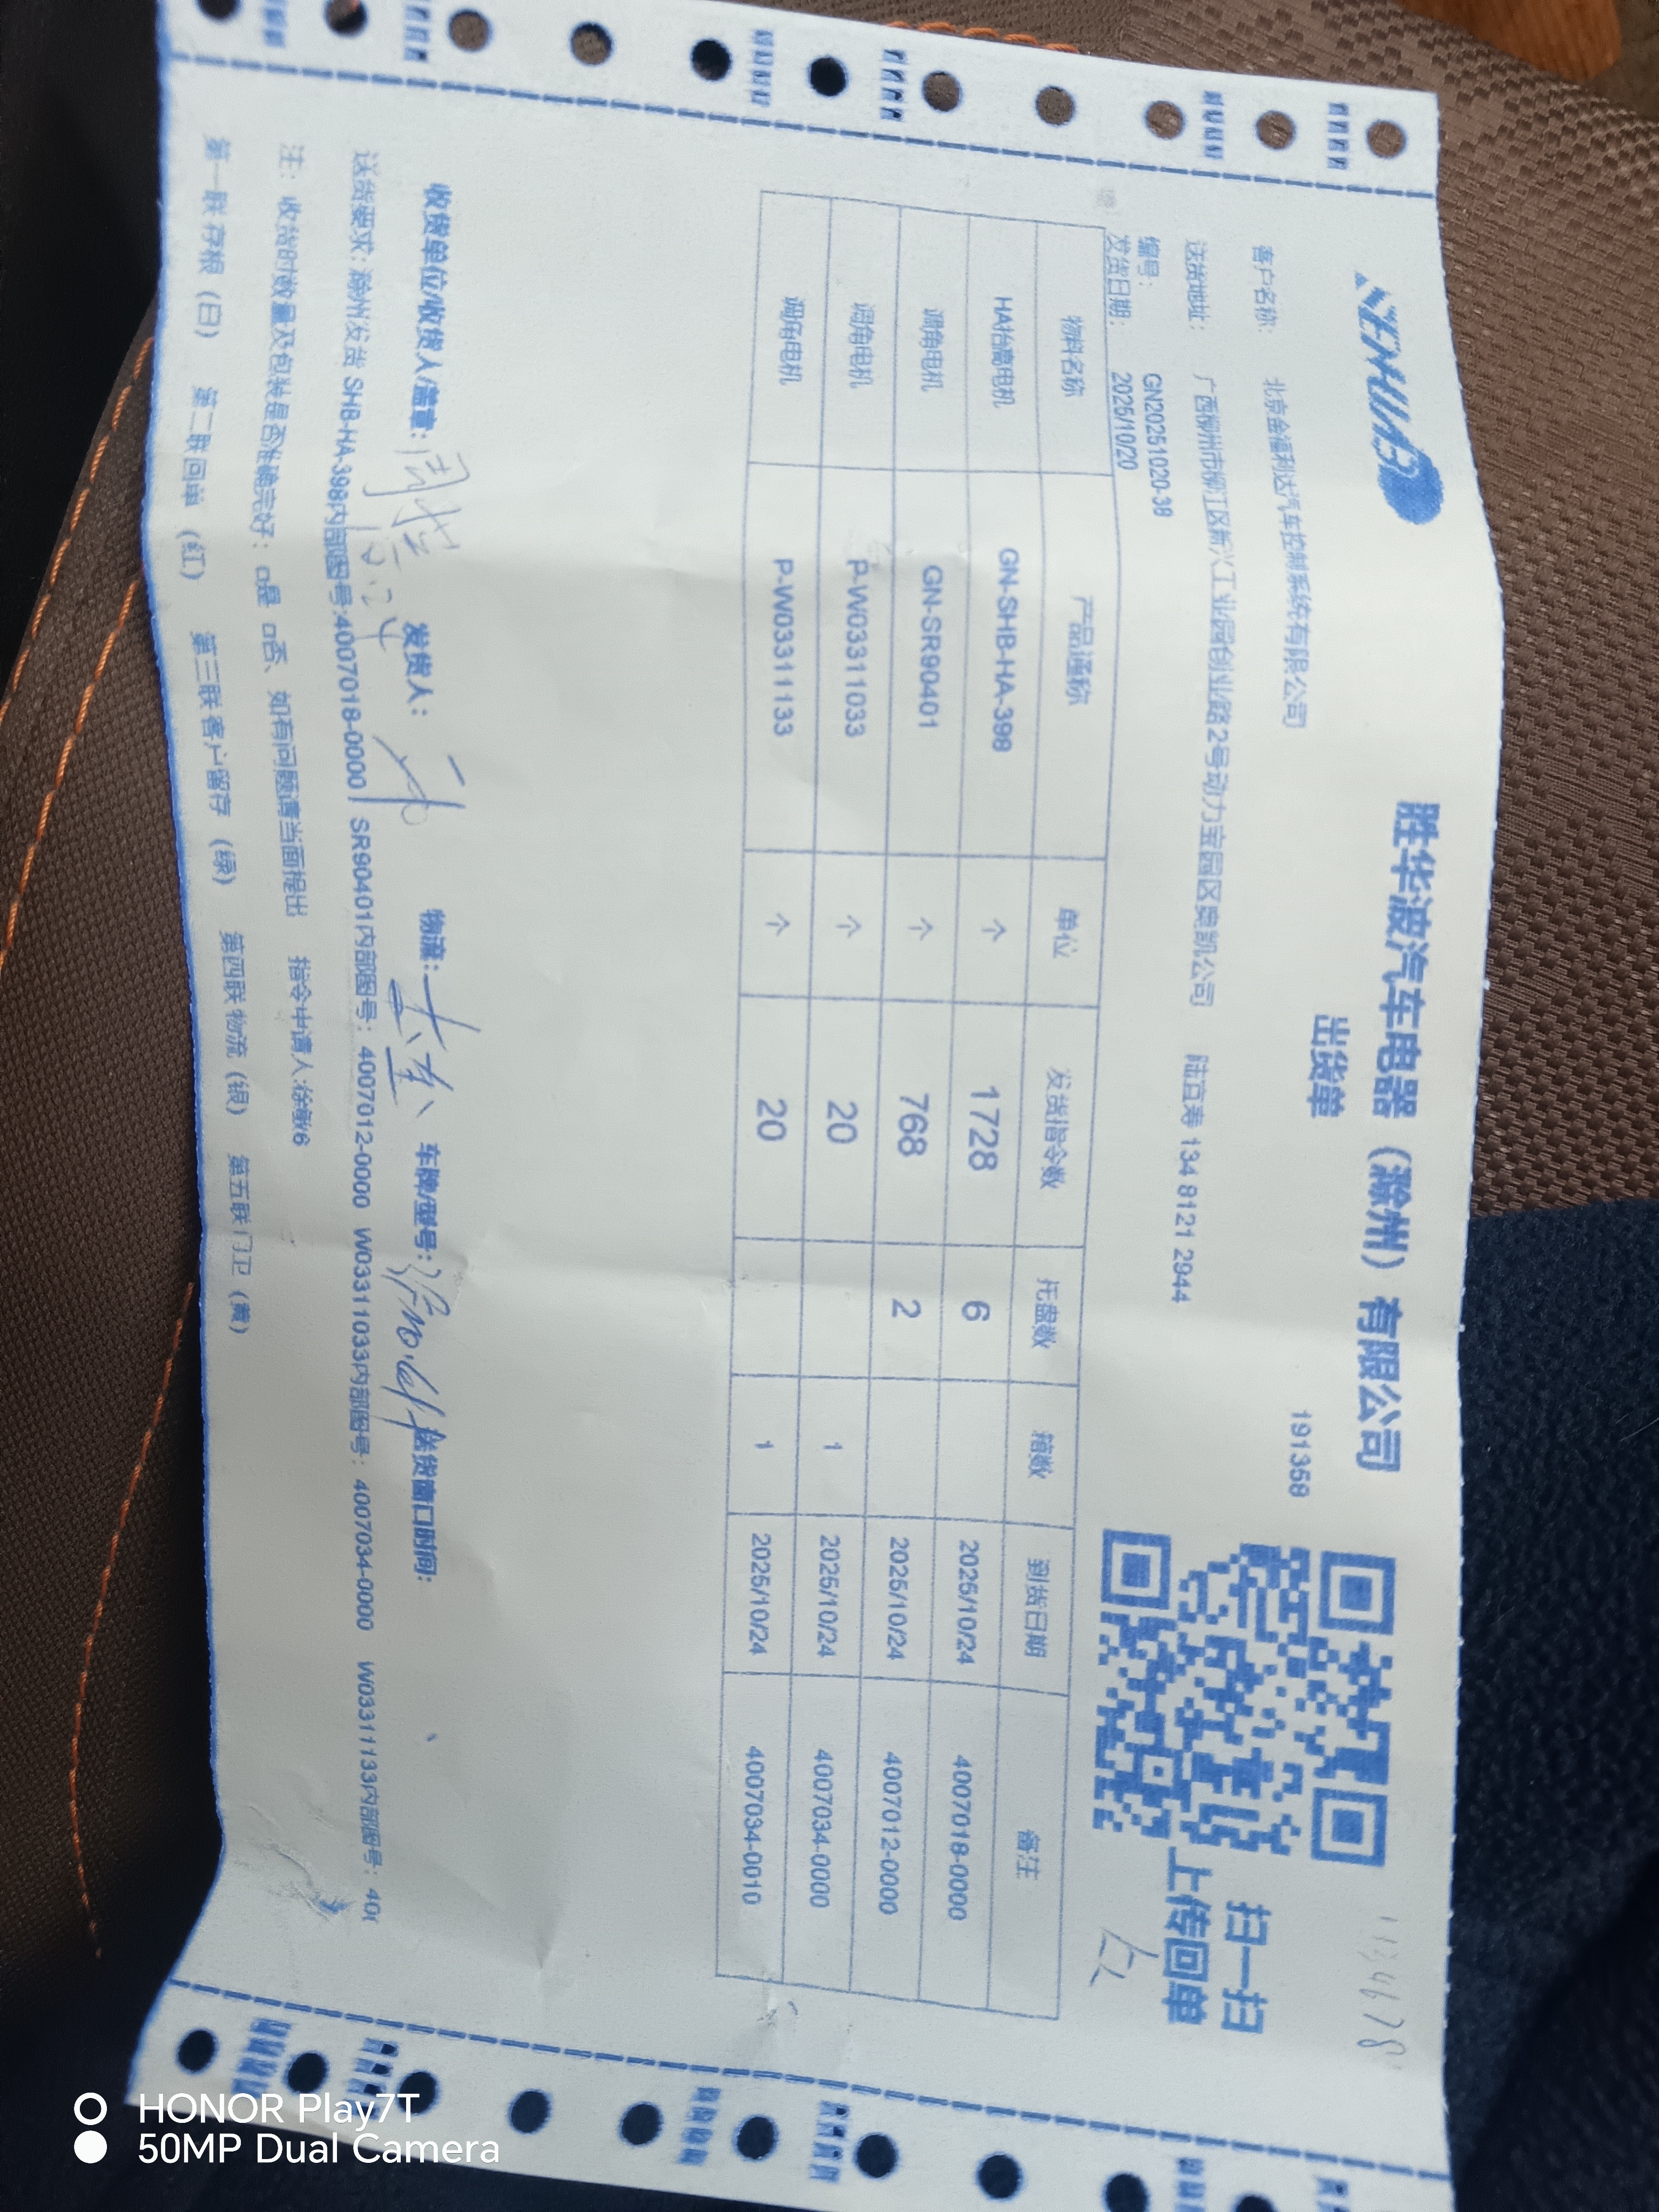 SHB
胜华波汽车电器（滁州）有限公司
出货单
191358
扫一扫
上传回单
客户名称: 北京金福利达汽车控制系统有限公司
送货地址: 广西柳州市柳江区新兴工业园创业路2号动力宝园区奥凯公司 陆百寿 134 8121 2944
编号: GN20251020-38
发货日期: 2025/10/20
物料名称 产品通称 单位 发货指令数 托盘数 箱数 到货日期 备注
HA抬高电机 GN-SHB-HA-398 个 1728 6 2025/10/24 4007018-0000
调角电机 GN-SR90401 个 768 2 2025/10/24 4007012-0000
调角电机 P-W03311033 个 20 1 2025/10/24 4007034-0000
调角电机 P-W03311133 个 20 1 2025/10/24 4007034-0010
收货单位/收货人/盖章: 发货人: 物流: 车牌/型号: 送货窗口时间:
10.24
送货要求: 滁州发货 SHB-HA-398内部图号:4007018-0000] SR90401内部图号: 4007012-0000 W03311033内部图号: 4007034-0000 W03311133内部图号: 400
注: 收货时数量及包装是否准确完好: □是 □否、如有问题请当面提出 指令申请人:徐敏6
第一联存根（白） 第二联回单（红） 第三联客户留存（绿） 第四联物流（银） 第五联门卫（黄）
HONOR Play7T
50MP Dual Camera